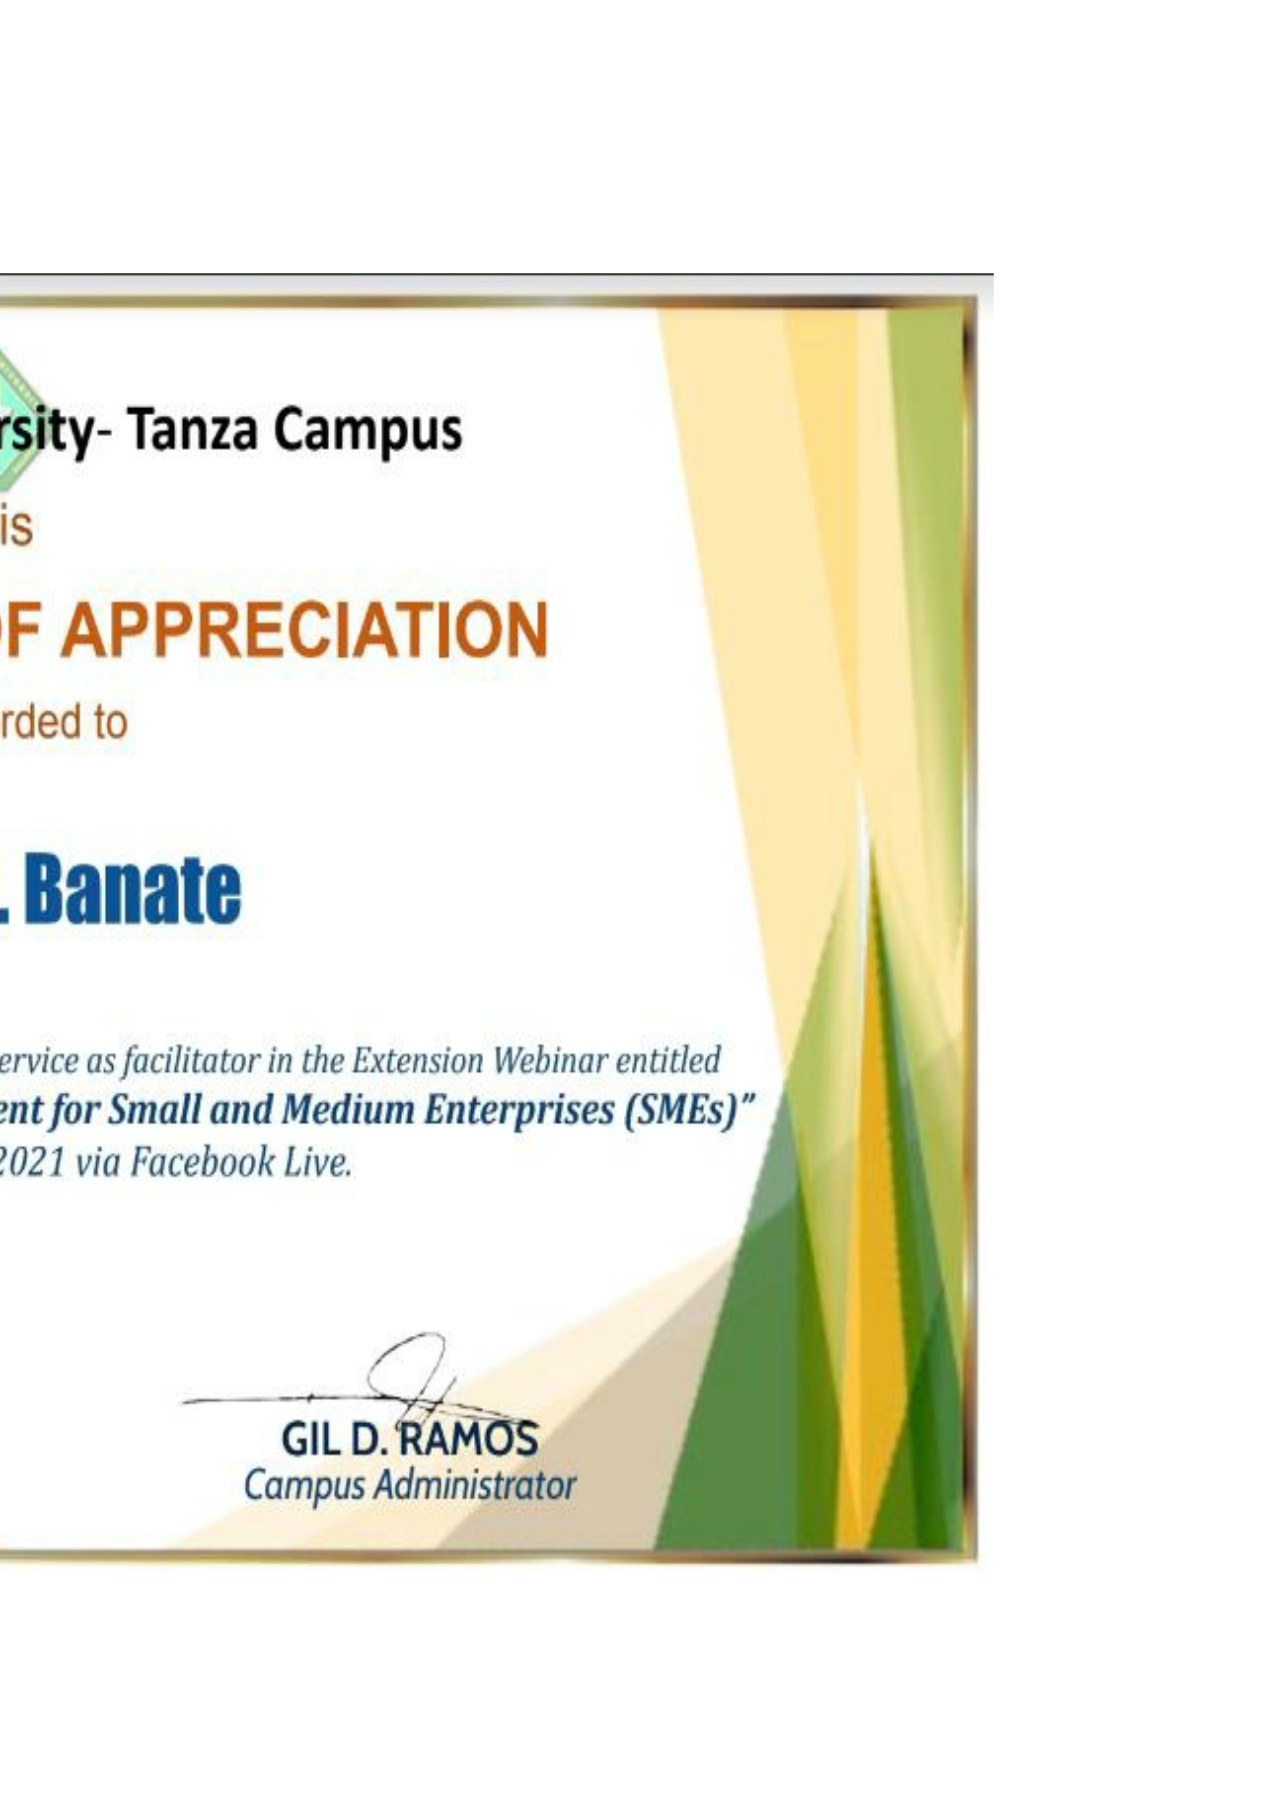 rsity- Tanza Campus
is
OF APPRECIATION
rded to
. Banate
ervice as facilitator in the Extension Webinar entitled
ent for Small and Medium Enterprises (SMEs)”
2021 via Facebook Live.
GIL D. RAMOS
Campus Administrator